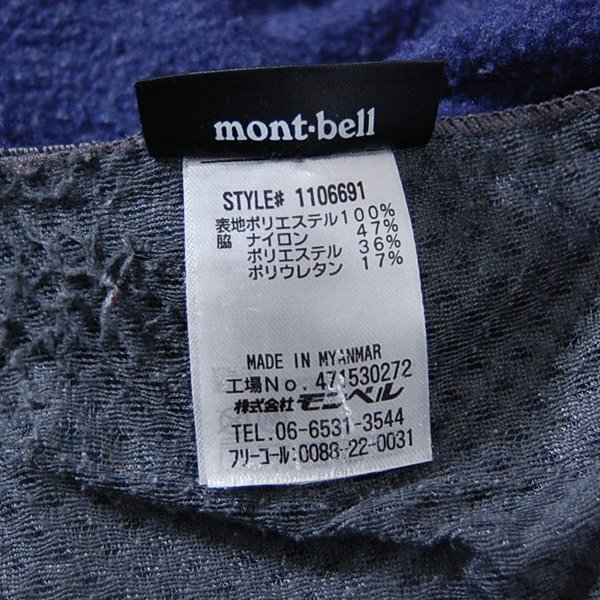 mont-bell
STYLE# 1106691
表地ポリエステル100%
脇 ナイロン 47%
ポリエステル 36%
ポリウレタン 17%
MADE IN MYANMAR
工場No. 471530272
株式会社モンベル
TEL.06-6531-3544
フリーコール:0088-22-0031